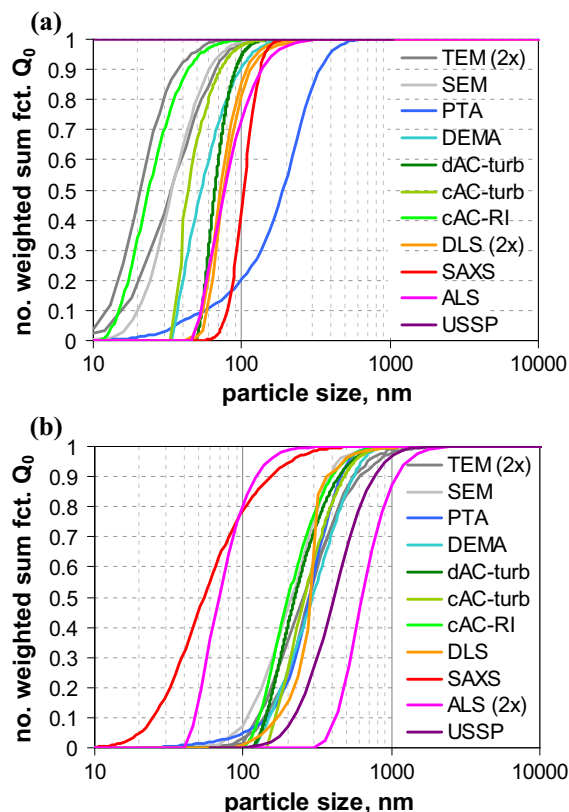 (a)
no. weighted sum fct. Q0
1
0.9
0.8
0.7
0.6
0.5
0.4
0.3
0.2
0.1
0
TEM (2x)
SEM
PTA
DEMA
dAC-turb
cAC-turb
cAC-RI
DLS (2x)
SAXS
ALS
USSP
10 100 1000 10000
particle size, nm
(b)
no. weighted sum fct. Q0
1
0.9
0.8
0.7
0.6
0.5
0.4
0.3
0.2
0.1
0
TEM (2x)
SEM
PTA
DEMA
dAC-turb
cAC-turb
cAC-RI
DLS
SAXS
ALS (2x)
USSP
10 100 1000 10000
particle size, nm